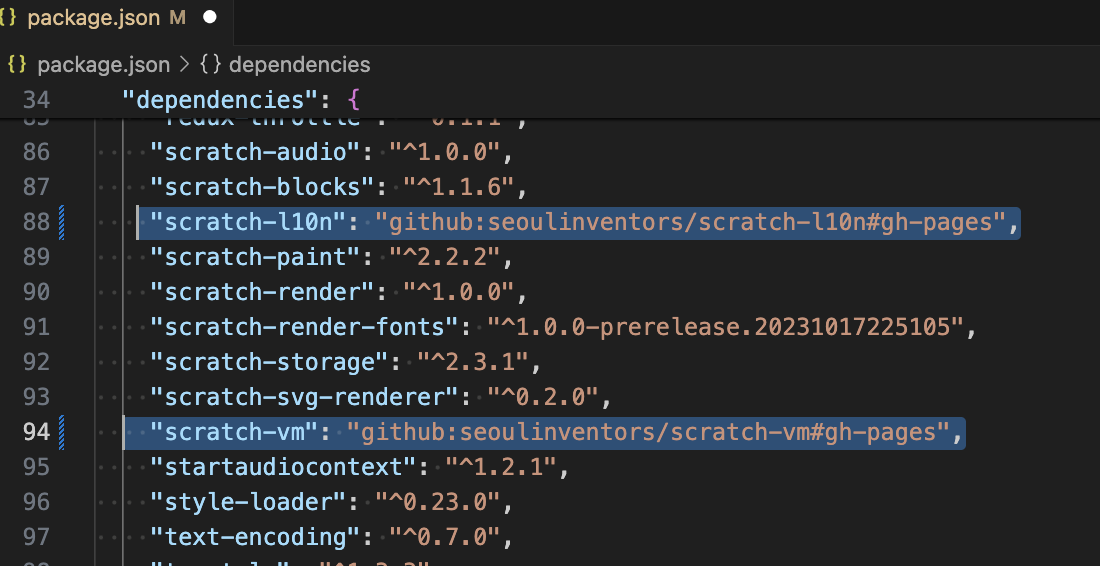 {} package.json M ●
{} package.json > {} dependencies
34 "dependencies": {
86 "scratch-audio": "^1.0.0",
87 "scratch-blocks": "^1.1.6",
88 "scratch-l10n": "github:seoulinventors/scratch-l10n#gh-pages",
89 "scratch-paint": "^2.2.2",
90 "scratch-render": "^1.0.0",
91 "scratch-render-fonts": "^1.0.0-prerelease.20231017225105",
92 "scratch-storage": "^2.3.1",
93 "scratch-svg-renderer": "^0.2.0",
94 "scratch-vm": "github:seoulinventors/scratch-vm#gh-pages",
95 "startaudiocontext": "^1.2.1",
96 "style-loader": "^0.23.0",
97 "text-encoding": "^0.7.0",